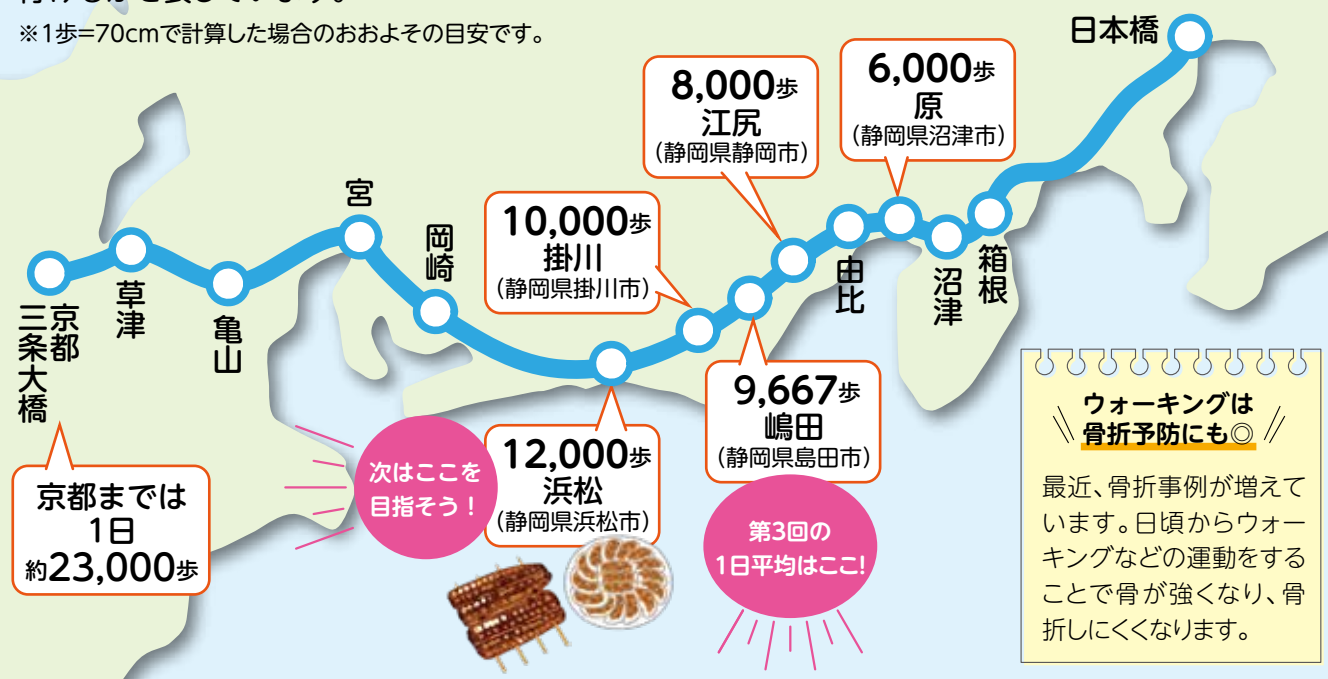 ※1歩=70cmで計算した場合のおおよその目安です。
日本橋
6,000歩
原
(静岡県沼津市)
8,000歩
江尻
(静岡県静岡市)
10,000歩
掛川
(静岡県掛川市)
宮
岡崎
箱根
沼津
由比
草津
亀山
京都
三条大橋
9,667歩
嶋田
(静岡県島田市)
12,000歩
浜松
(静岡県浜松市)
次はここを
目指そう！
第3回の
1日平均はここ!
京都までは
1日
約23,000歩
ウォーキングは
骨折予防にも◎
最近、骨折事例が増えて
います。日頃からウォー
キングなどの運動をする
ことで骨が強くなり、骨
折しにくくなります。